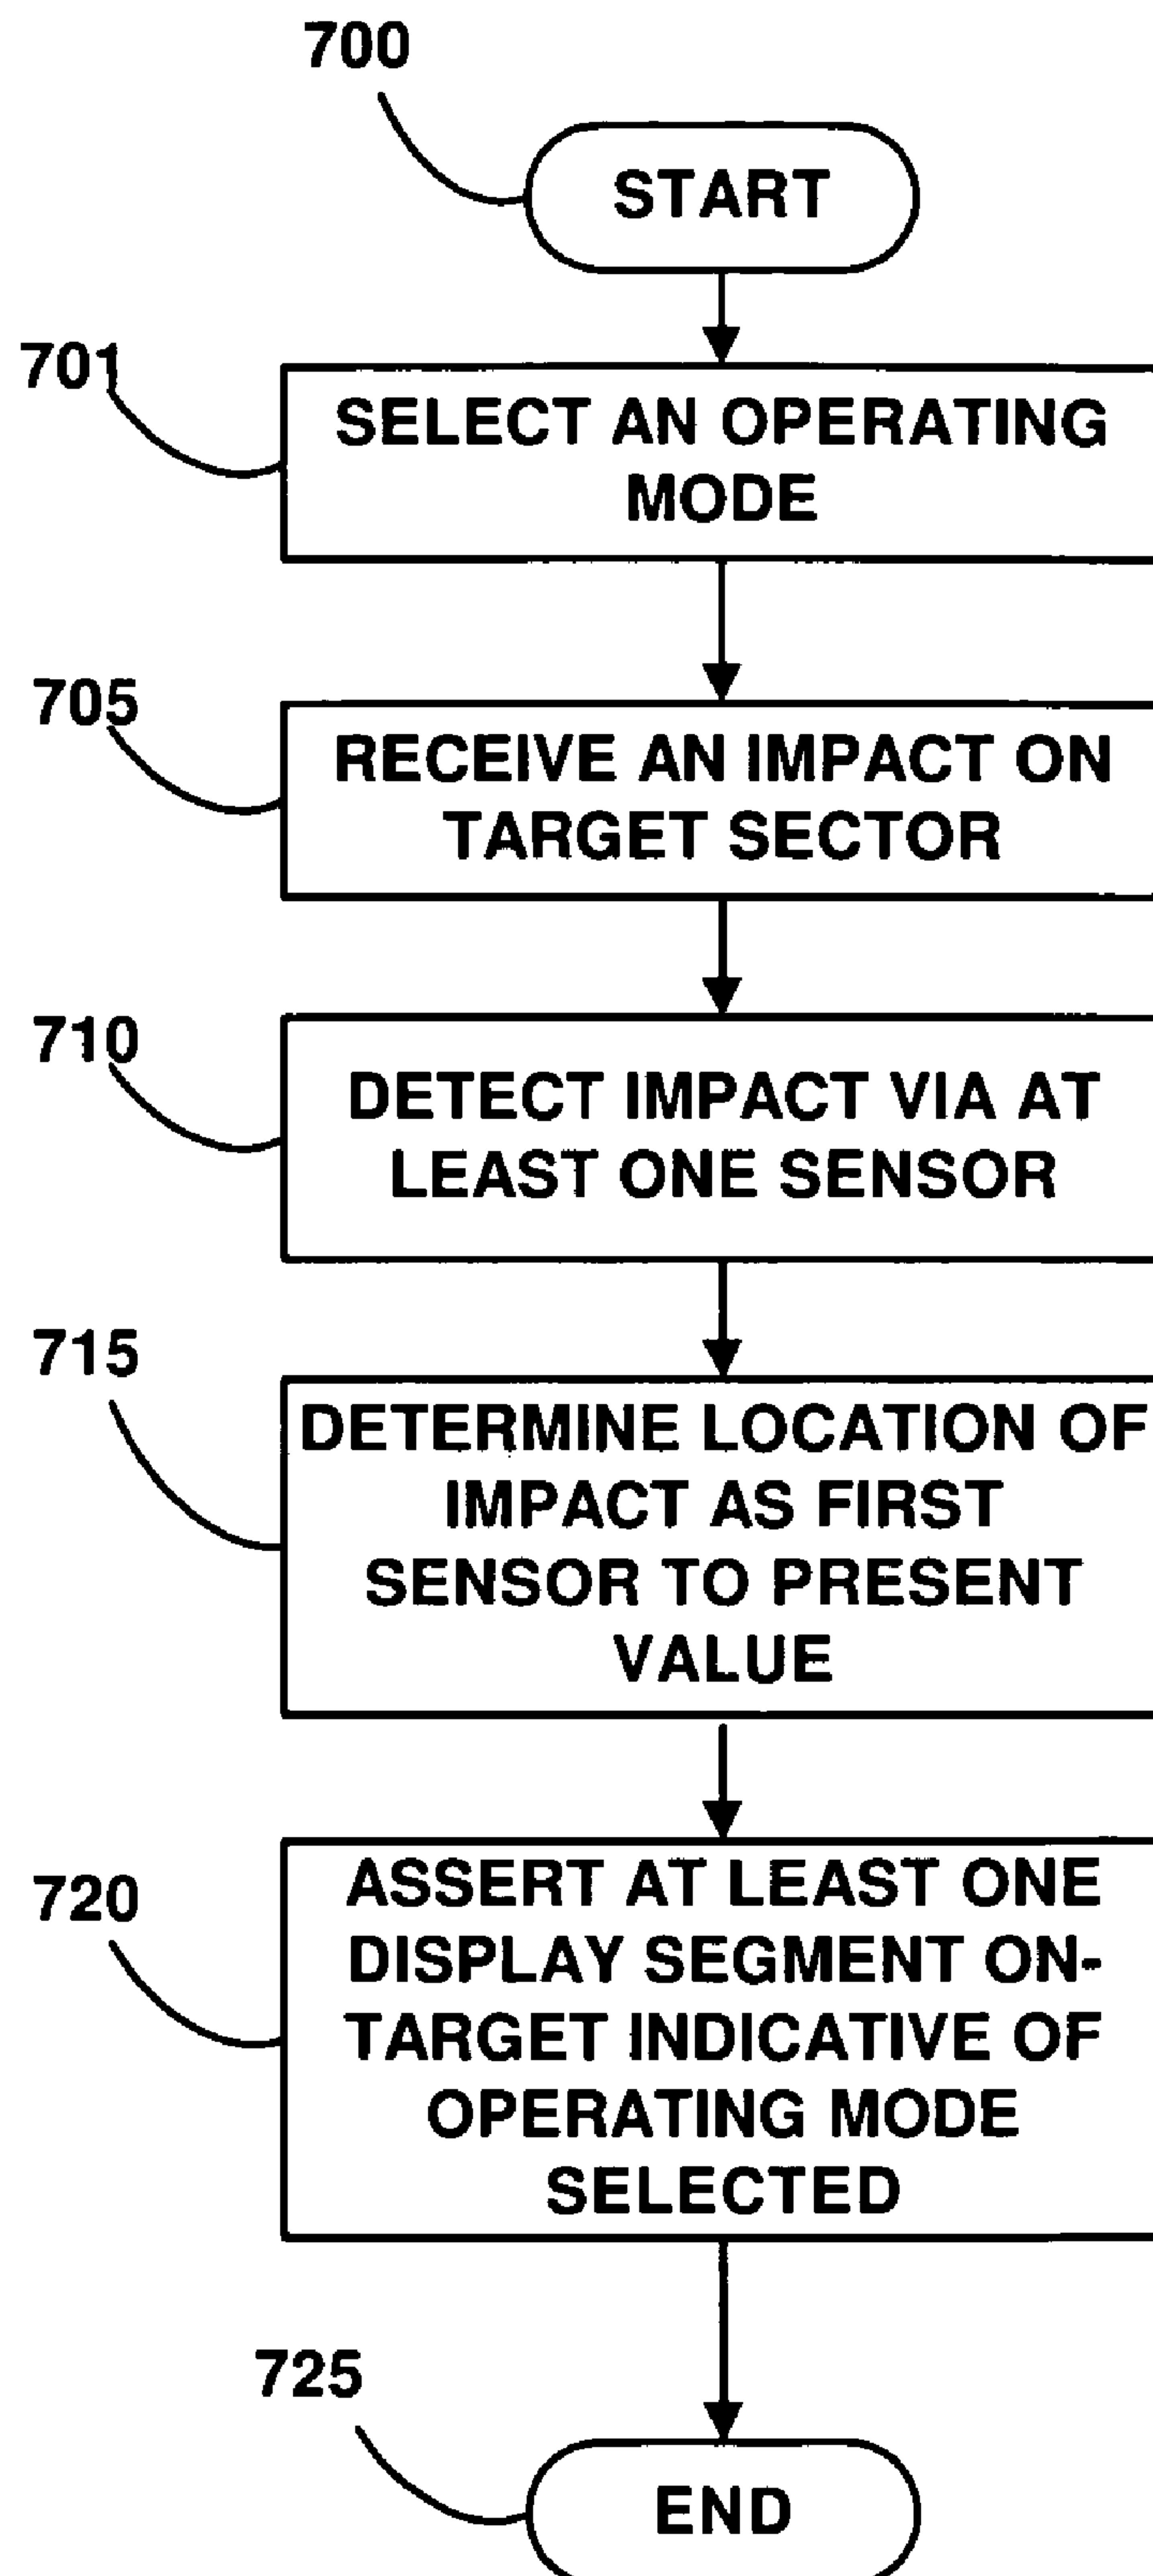 700
START
701
SELECT AN OPERATING
MODE
705
RECEIVE AN IMPACT ON
TARGET SECTOR
710
DETECT IMPACT VIA AT
LEAST ONE SENSOR
715
DETERMINE LOCATION OF
IMPACT AS FIRST
SENSOR TO PRESENT
VALUE
720
ASSERT AT LEAST ONE
DISPLAY SEGMENT ON-
TARGET INDICATIVE OF
OPERATING MODE
SELECTED
725
END